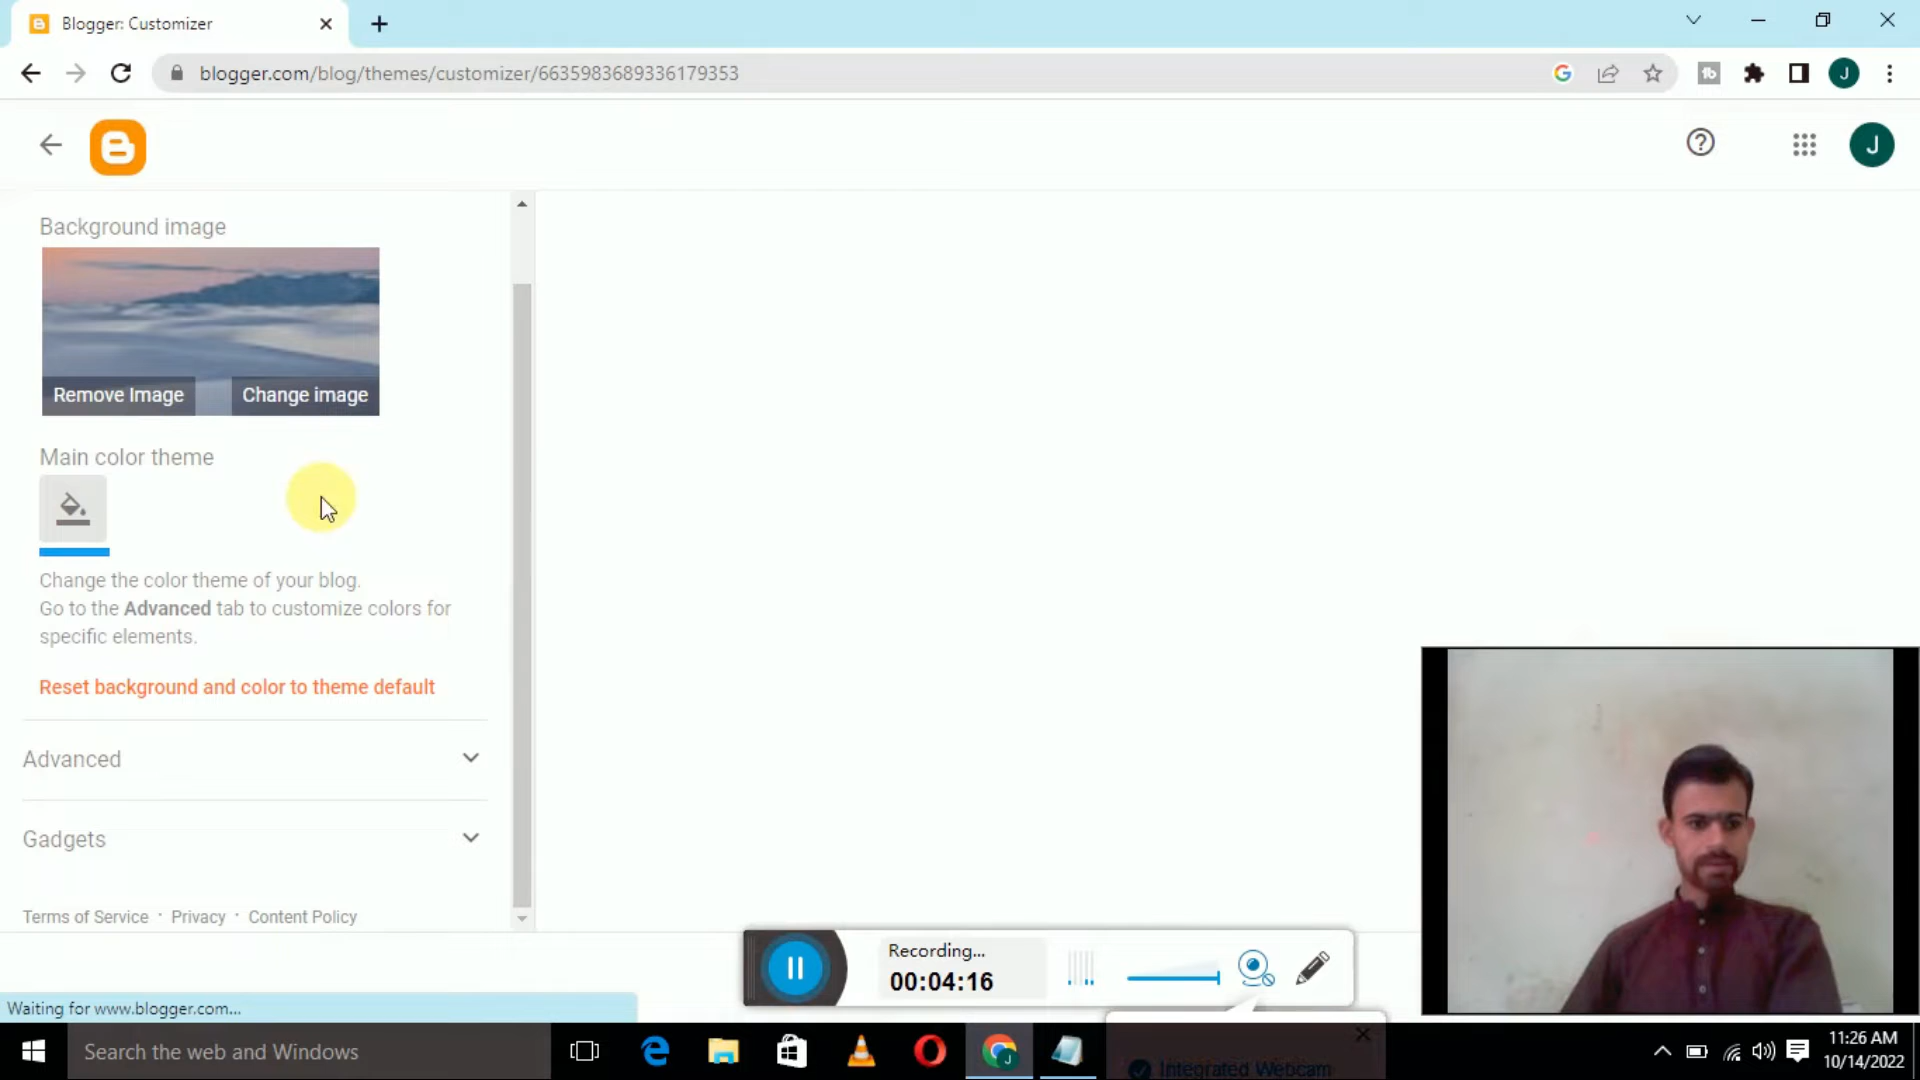 Blogger: Customizer
blogger.com/blog/themes/customizer/6635983689336179353
J
J
Background image
Remove Image
Change image
Main color theme
Change the color theme of your blog.
Go to the Advanced tab to customize colors for
specific elements.
Reset background and color to theme default
Advanced
Gadgets
Terms of Service · Privacy · Content Policy
Recording...
00:04:16
Waiting for www.blogger.com...
Integrated Webcam
Search the web and Windows
J
11:26 AM
10/14/2022